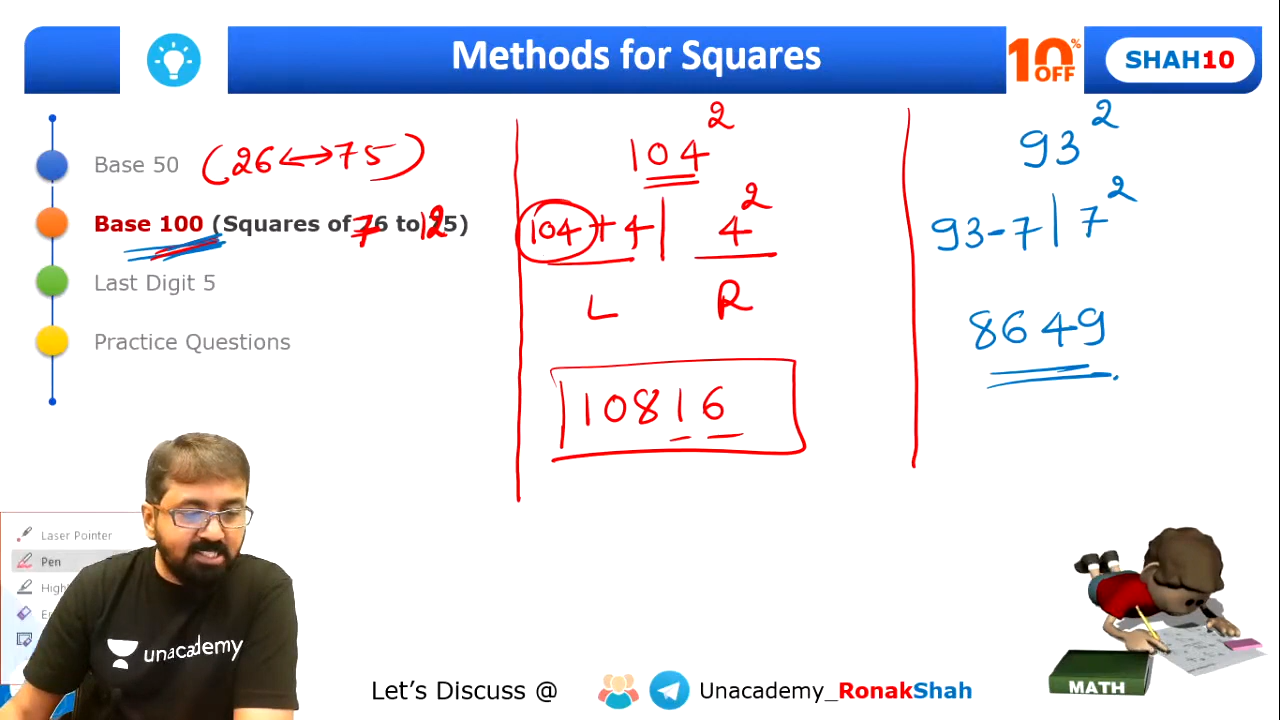 Methods for Squares
10% OFF
SHAH10
Base 50 (26 ↔ 75)
Base 100 (Squares of 76 to 125)
Last Digit 5
Practice Questions
104²
104 + 4 | 4²
L R
10816
93²
93 - 7 | 7²
8649
Laser Pointer
Pen
High
unacademy
Let's Discuss @ Unacademy_RonakShah
MATH